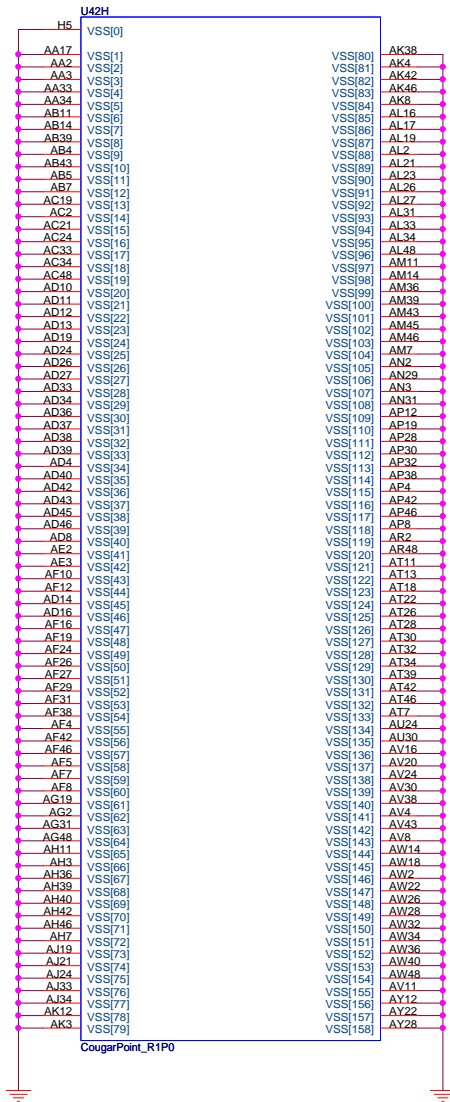 U42H
H5 VSS[0]
AA17 VSS[1] VSS[80] AK38
AA2 VSS[2] VSS[81] AK4
AA3 VSS[3] VSS[82] AK42
AA33 VSS[4] VSS[83] AK46
AA34 VSS[5] VSS[84] AK8
AB11 VSS[6] VSS[85] AL16
AB14 VSS[7] VSS[86] AL17
AB39 VSS[8] VSS[87] AL19
AB4 VSS[9] VSS[88] AL2
AB43 VSS[10] VSS[89] AL21
AB5 VSS[11] VSS[90] AL23
AB7 VSS[12] VSS[91] AL26
AC19 VSS[13] VSS[92] AL27
AC2 VSS[14] VSS[93] AL31
AC21 VSS[15] VSS[94] AL33
AC24 VSS[16] VSS[95] AL34
AC33 VSS[17] VSS[96] AL48
AC34 VSS[18] VSS[97] AM11
AC48 VSS[19] VSS[98] AM14
AD10 VSS[20] VSS[99] AM36
AD11 VSS[21] VSS[100] AM39
AD12 VSS[22] VSS[101] AM43
AD13 VSS[23] VSS[102] AM45
AD19 VSS[24] VSS[103] AM46
AD24 VSS[25] VSS[104] AM7
AD26 VSS[26] VSS[105] AN2
AD27 VSS[27] VSS[106] AN29
AD33 VSS[28] VSS[107] AN3
AD34 VSS[29] VSS[108] AN31
AD36 VSS[30] VSS[109] AP12
AD37 VSS[31] VSS[110] AP19
AD38 VSS[32] VSS[111] AP28
AD39 VSS[33] VSS[112] AP30
AD4 VSS[34] VSS[113] AP32
AD40 VSS[35] VSS[114] AP38
AD42 VSS[36] VSS[115] AP4
AD43 VSS[37] VSS[116] AP42
AD45 VSS[38] VSS[117] AP46
AD46 VSS[39] VSS[118] AP8
AD8 VSS[40] VSS[119] AR2
AE2 VSS[41] VSS[120] AR48
AE3 VSS[42] VSS[121] AT11
AF10 VSS[43] VSS[122] AT13
AF12 VSS[44] VSS[123] AT18
AD14 VSS[45] VSS[124] AT22
AD16 VSS[46] VSS[125] AT26
AF16 VSS[47] VSS[126] AT28
AF19 VSS[48] VSS[127] AT30
AF24 VSS[49] VSS[128] AT32
AF26 VSS[50] VSS[129] AT34
AF27 VSS[51] VSS[130] AT39
AF29 VSS[52] VSS[131] AT42
AF31 VSS[53] VSS[132] AT46
AF38 VSS[54] VSS[133] AT7
AF4 VSS[55] VSS[134] AU24
AF42 VSS[56] VSS[135] AU30
AF46 VSS[57] VSS[136] AV16
AF5 VSS[58] VSS[137] AV20
AF7 VSS[59] VSS[138] AV24
AF8 VSS[60] VSS[139] AV30
AG19 VSS[61] VSS[140] AV38
AG2 VSS[62] VSS[141] AV4
AG31 VSS[63] VSS[142] AV43
AG48 VSS[64] VSS[143] AV8
AH11 VSS[65] VSS[144] AW14
AH3 VSS[66] VSS[145] AW18
AH36 VSS[67] VSS[146] AW2
AH39 VSS[68] VSS[147] AW22
AH40 VSS[69] VSS[148] AW26
AH42 VSS[70] VSS[149] AW28
AH46 VSS[71] VSS[150] AW32
AH7 VSS[72] VSS[151] AW34
AJ19 VSS[73] VSS[152] AW36
AJ21 VSS[74] VSS[153] AW40
AJ24 VSS[75] VSS[154] AW48
AJ33 VSS[76] VSS[155] AV11
AJ34 VSS[77] VSS[156] AY12
AK12 VSS[78] VSS[157] AY22
AK3 VSS[79] VSS[158] AY28
CougarPoint_R1P0